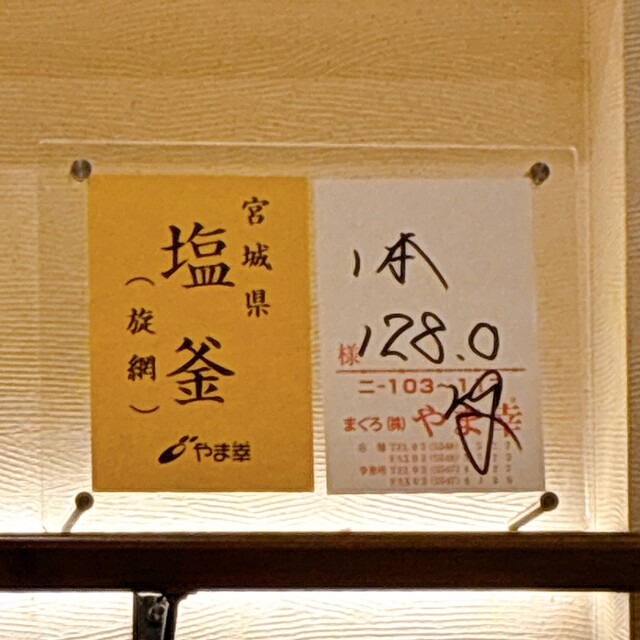 宮城県
塩釜
(旋網)
やま幸
1本
128.0
様
ニ-103~11
まぐろ(株)やま幸